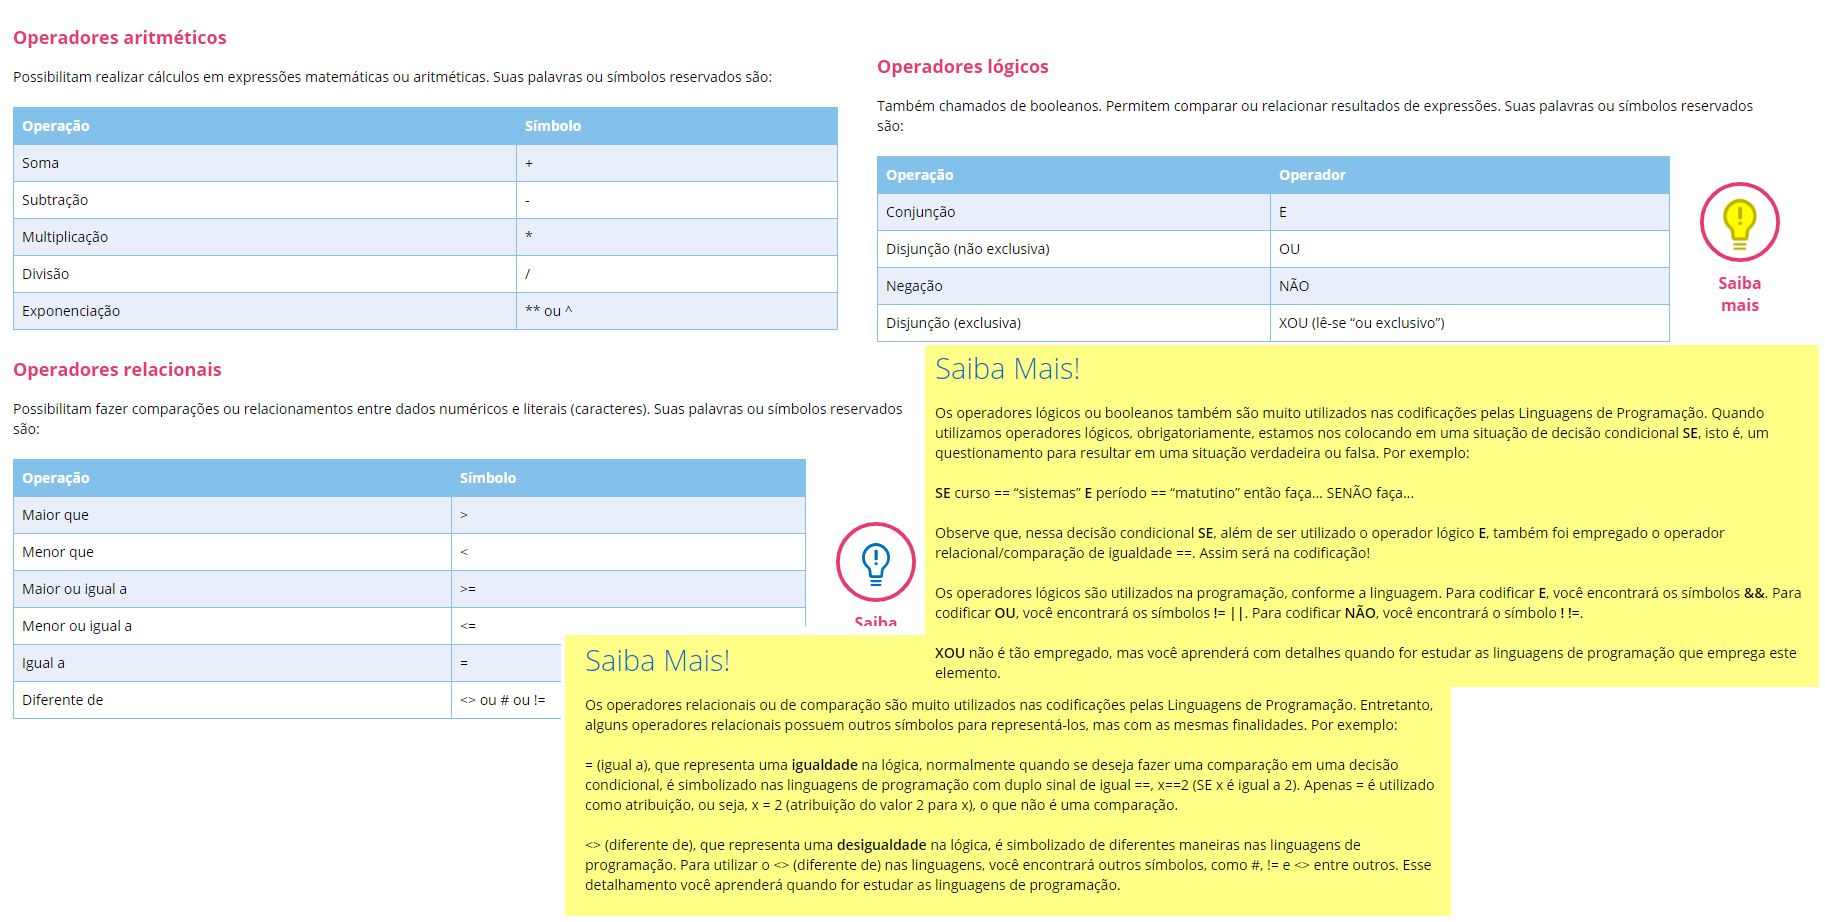 Operadores aritméticos
Possibilitam realizar cálculos em expressões matemáticas ou aritméticas. Suas palavras ou símbolos reservados são:
Operação Símbolo
Soma +
Subtração -
Multiplicação *
Divisão /
Exponenciação ** ou ^
Operadores relacionais
Possibilitam fazer comparações ou relacionamentos entre dados numéricos e literais (caracteres). Suas palavras ou símbolos reservados
são:
Operação Símbolo
Maior que >
Menor que <
Maior ou igual a >=
Menor ou igual a <=
Igual a =
Diferente de <> ou # ou !=
Saiba
Operadores lógicos
Também chamados de booleanos. Permitem comparar ou relacionar resultados de expressões. Suas palavras ou símbolos reservados
são:
Operação Operador
Conjunção E
Disjunção (não exclusiva) OU
Negação NÃO
Disjunção (exclusiva) XOU (lê-se “ou exclusivo”)
Saiba
mais
Saiba Mais!
Os operadores lógicos ou booleanos também são muito utilizados nas codificações pelas Linguagens de Programação. Quando
utilizamos operadores lógicos, obrigatoriamente, estamos nos colocando em uma situação de decisão condicional SE, isto é, um
questionamento para resultar em uma situação verdadeira ou falsa. Por exemplo:
SE curso == “sistemas” E período == “matutino” então faça... SENÃO faça...
Observe que, nessa decisão condicional SE, além de ser utilizado o operador lógico E, também foi empregado o operador
relacional/comparação de igualdade ==. Assim será na codificação!
Os operadores lógicos são utilizados na programação, conforme a linguagem. Para codificar E, você encontrará os símbolos &&. Para
codificar OU, você encontrará os símbolos != ||. Para codificar NÃO, você encontrará o símbolo ! !=.
XOU não é tão empregado, mas você aprenderá com detalhes quando for estudar as linguagens de programação que emprega este
elemento.
Saiba Mais!
Os operadores relacionais ou de comparação são muito utilizados nas codificações pelas Linguagens de Programação. Entretanto,
alguns operadores relacionais possuem outros símbolos para representá-los, mas com as mesmas finalidades. Por exemplo:
= (igual a), que representa uma igualdade na lógica, normalmente quando se deseja fazer uma comparação em uma decisão
condicional, é simbolizado nas linguagens de programação com duplo sinal de igual ==, x==2 (SE x é igual a 2). Apenas = é utilizado
como atribuição, ou seja, x = 2 (atribuição do valor 2 para x), o que não é uma comparação.
<> (diferente de), que representa uma desigualdade na lógica, é simbolizado de diferentes maneiras nas linguagens de
programação. Para utilizar o <> (diferente de) nas linguagens, você encontrará outros símbolos, como #, != e <> entre outros. Esse
detalhamento você aprenderá quando for estudar as linguagens de programação.